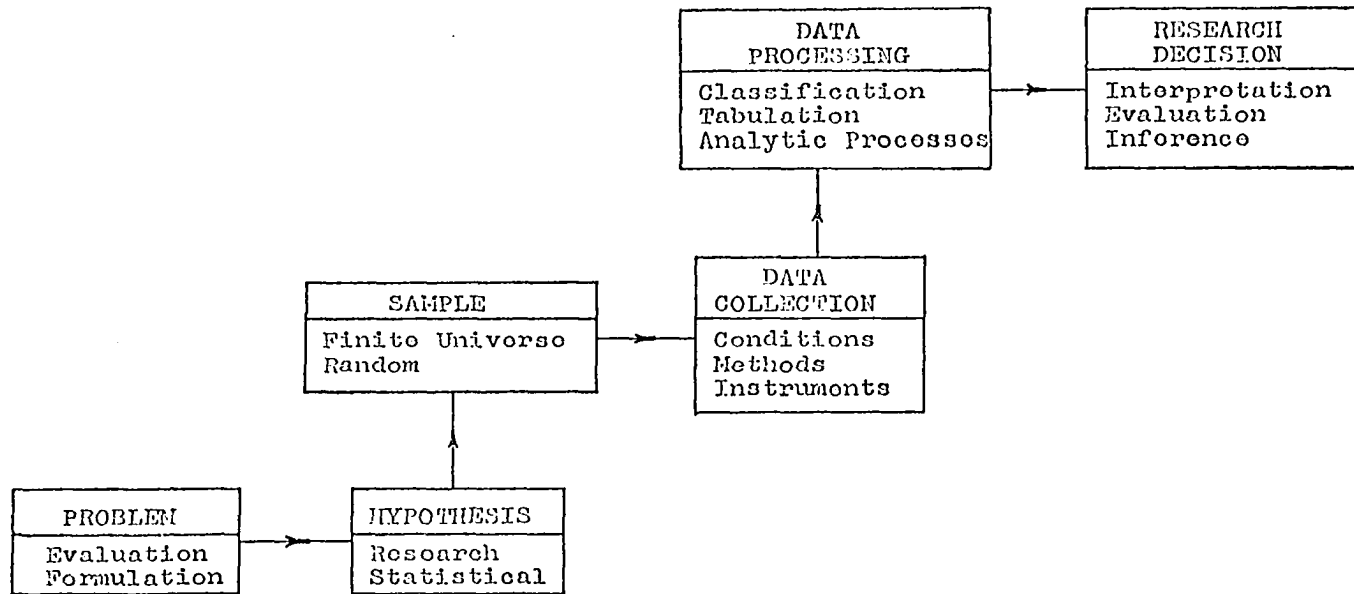 PROBLEM
Evaluation
Formulation
HYPOTHESIS
Research
Statistical
SAMPLE
Finite Universe
Random
DATA
COLLECTION
Conditions
Methods
Instruments
DATA
PROCESSING
Classification
Tabulation
Analytic Processes
RESEARCH
DECISION
Interpretation
Evaluation
Inference